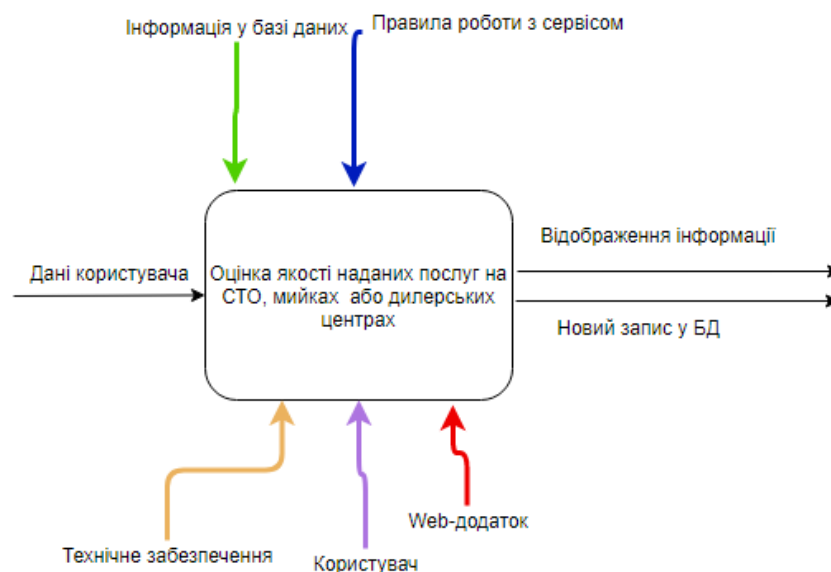 Інформація у базі даних
Правила роботи з сервісом
Відображення інформації
Дані користувача
Оцінка якості наданих послуг на
СТО, мийках або дилерських
центрах
Новий запис у БД
Web-додаток
Технічне забезпечення
Користувач